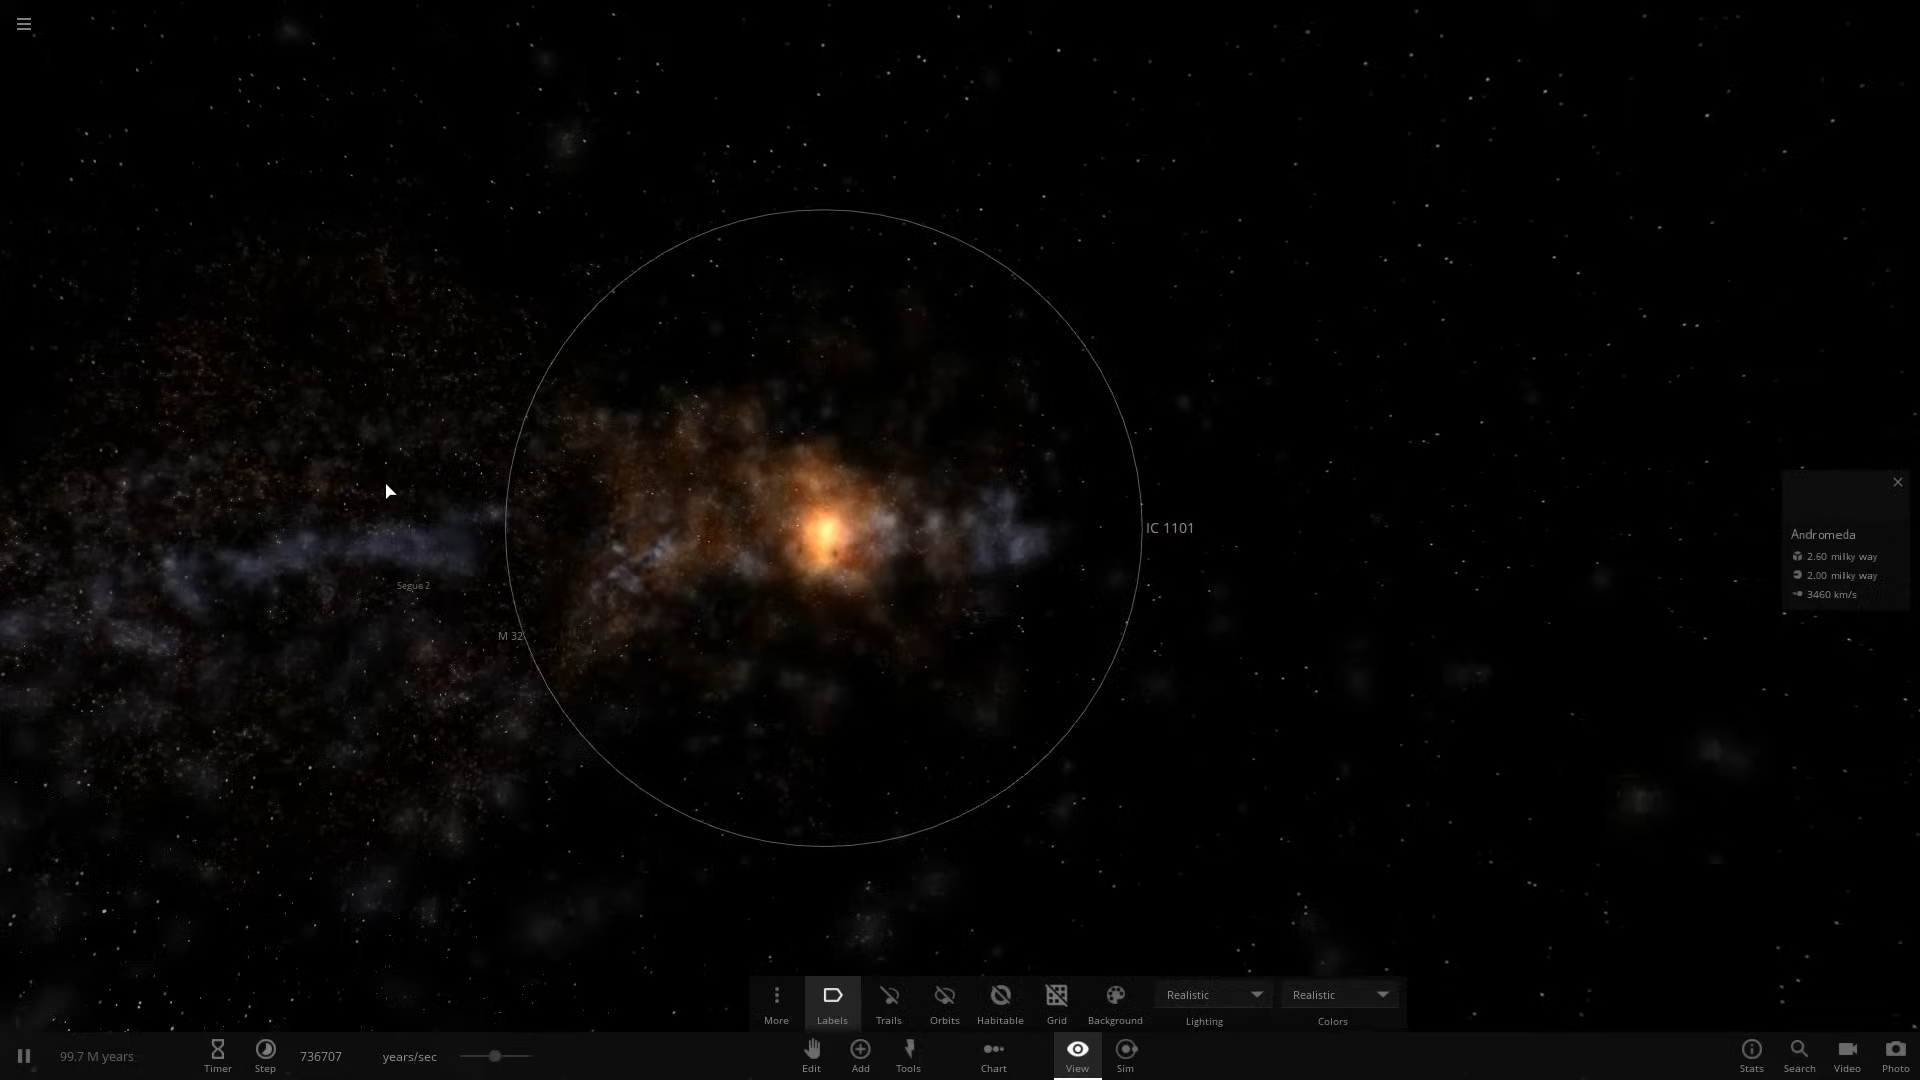 IC 1101
Segue 2
M 32
Andromeda
2.60 milky way
2.00 milky way
3460 km/s
Realistic
Realistic
More
Labels
Trails
Orbits
Habitable
Grid
Background
Lighting
Colors
99.7 M years
Timer
Step
736707
years/sec
Edit
Add
Tools
Chart
View
Sim
Stats
Search
Video
Photo